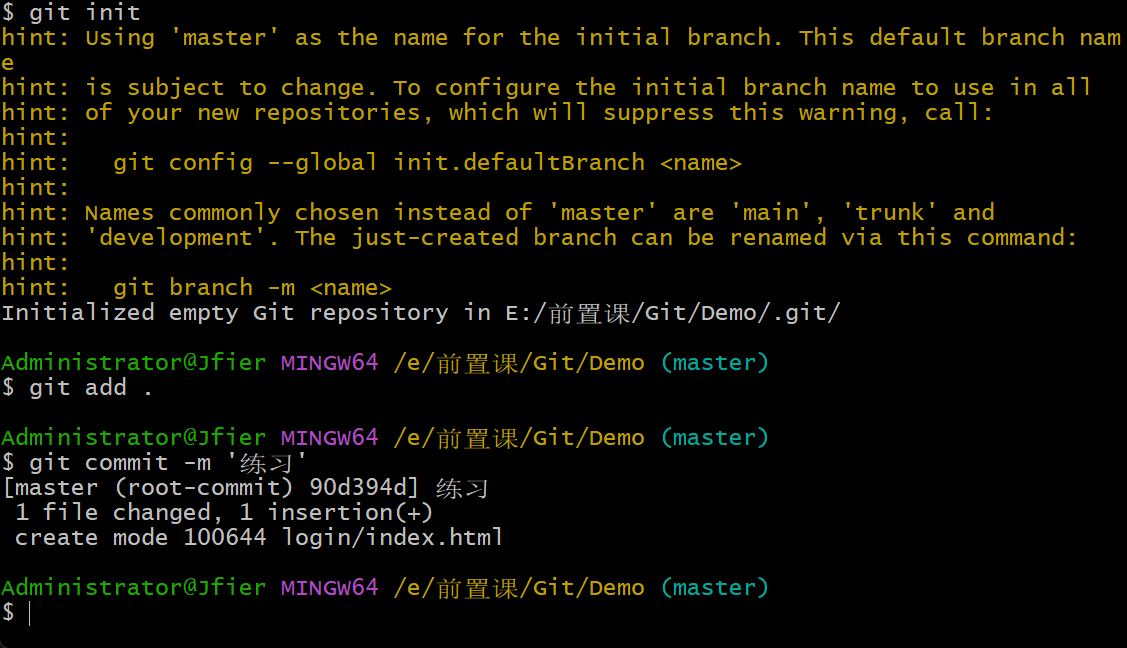 $ git init
hint: Using 'master' as the name for the initial branch. This default branch nam
e
hint: is subject to change. To configure the initial branch name to use in all
hint: of your new repositories, which will suppress this warning, call:
hint:
hint:   git config --global init.defaultBranch <name>
hint:
hint: Names commonly chosen instead of 'master' are 'main', 'trunk' and
hint: 'development'. The just-created branch can be renamed via this command:
hint:
hint:   git branch -m <name>
Initialized empty Git repository in E:/前置课/Git/Demo/.git/

Administrator@Jfier MINGW64 /e/前置课/Git/Demo (master)
$ git add .

Administrator@Jfier MINGW64 /e/前置课/Git/Demo (master)
$ git commit -m '练习'
[master (root-commit) 90d394d] 练习
 1 file changed, 1 insertion(+)
 create mode 100644 login/index.html

Administrator@Jfier MINGW64 /e/前置课/Git/Demo (master)
$